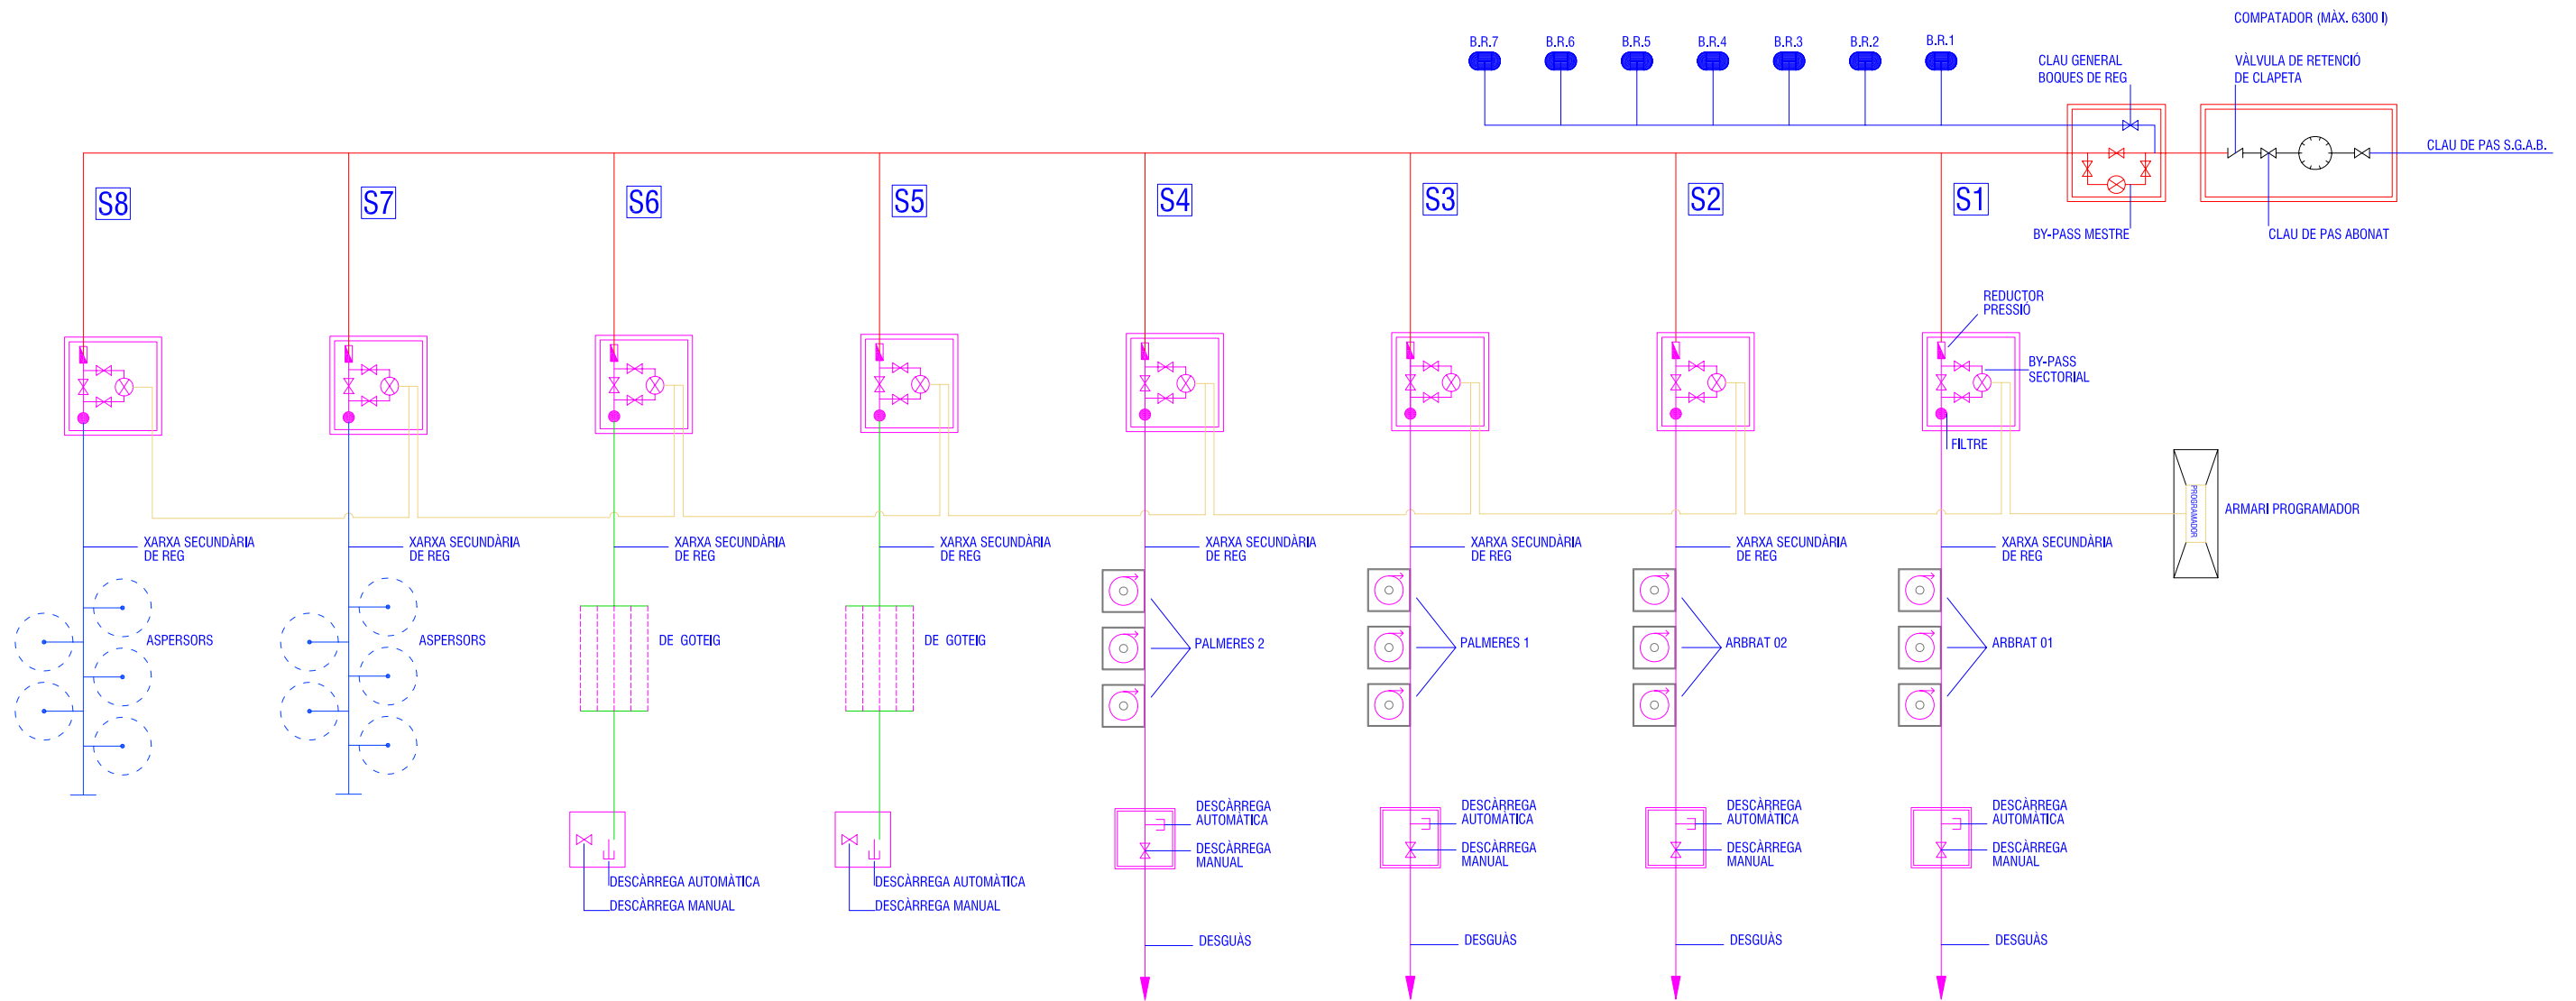 COMPATADOR (MÀX. 6300 l)
B.R.7
B.R.6
B.R.5
B.R.4
B.R.3
B.R.2
B.R.1
CLAU GENERAL
BOQUES DE REG
VÀLVULA DE RETENCIÓ
DE CLAPETA
CLAU DE PAS S.G.A.B.
BY-PASS MESTRE
CLAU DE PAS ABONAT
S8
S7
S6
S5
S4
S3
S2
S1
REDUCTOR
PRESSIÓ
BY-PASS
SECTORIAL
FILTRE
PROGRAMADOR
ARMARI PROGRAMADOR
XARXA SECUNDÀRIA
DE REG
XARXA SECUNDÀRIA
DE REG
XARXA SECUNDÀRIA
DE REG
XARXA SECUNDÀRIA
DE REG
XARXA SECUNDÀRIA
DE REG
XARXA SECUNDÀRIA
DE REG
XARXA SECUNDÀRIA
DE REG
XARXA SECUNDÀRIA
DE REG
ASPERSORS
ASPERSORS
DE GOTEIG
DE GOTEIG
PALMERES 2
PALMERES 1
ARBRAT 02
ARBRAT 01
DESCÀRREGA
AUTOMÀTICA
DESCÀRREGA
MANUAL
DESCÀRREGA
AUTOMÀTICA
DESCÀRREGA
MANUAL
DESCÀRREGA
AUTOMÀTICA
DESCÀRREGA
MANUAL
DESCÀRREGA
AUTOMÀTICA
DESCÀRREGA
MANUAL
DESCÀRREGA AUTOMÀTICA
DESCÀRREGA MANUAL
DESCÀRREGA AUTOMÀTICA
DESCÀRREGA MANUAL
DESGUÀS
DESGUÀS
DESGUÀS
DESGUÀS